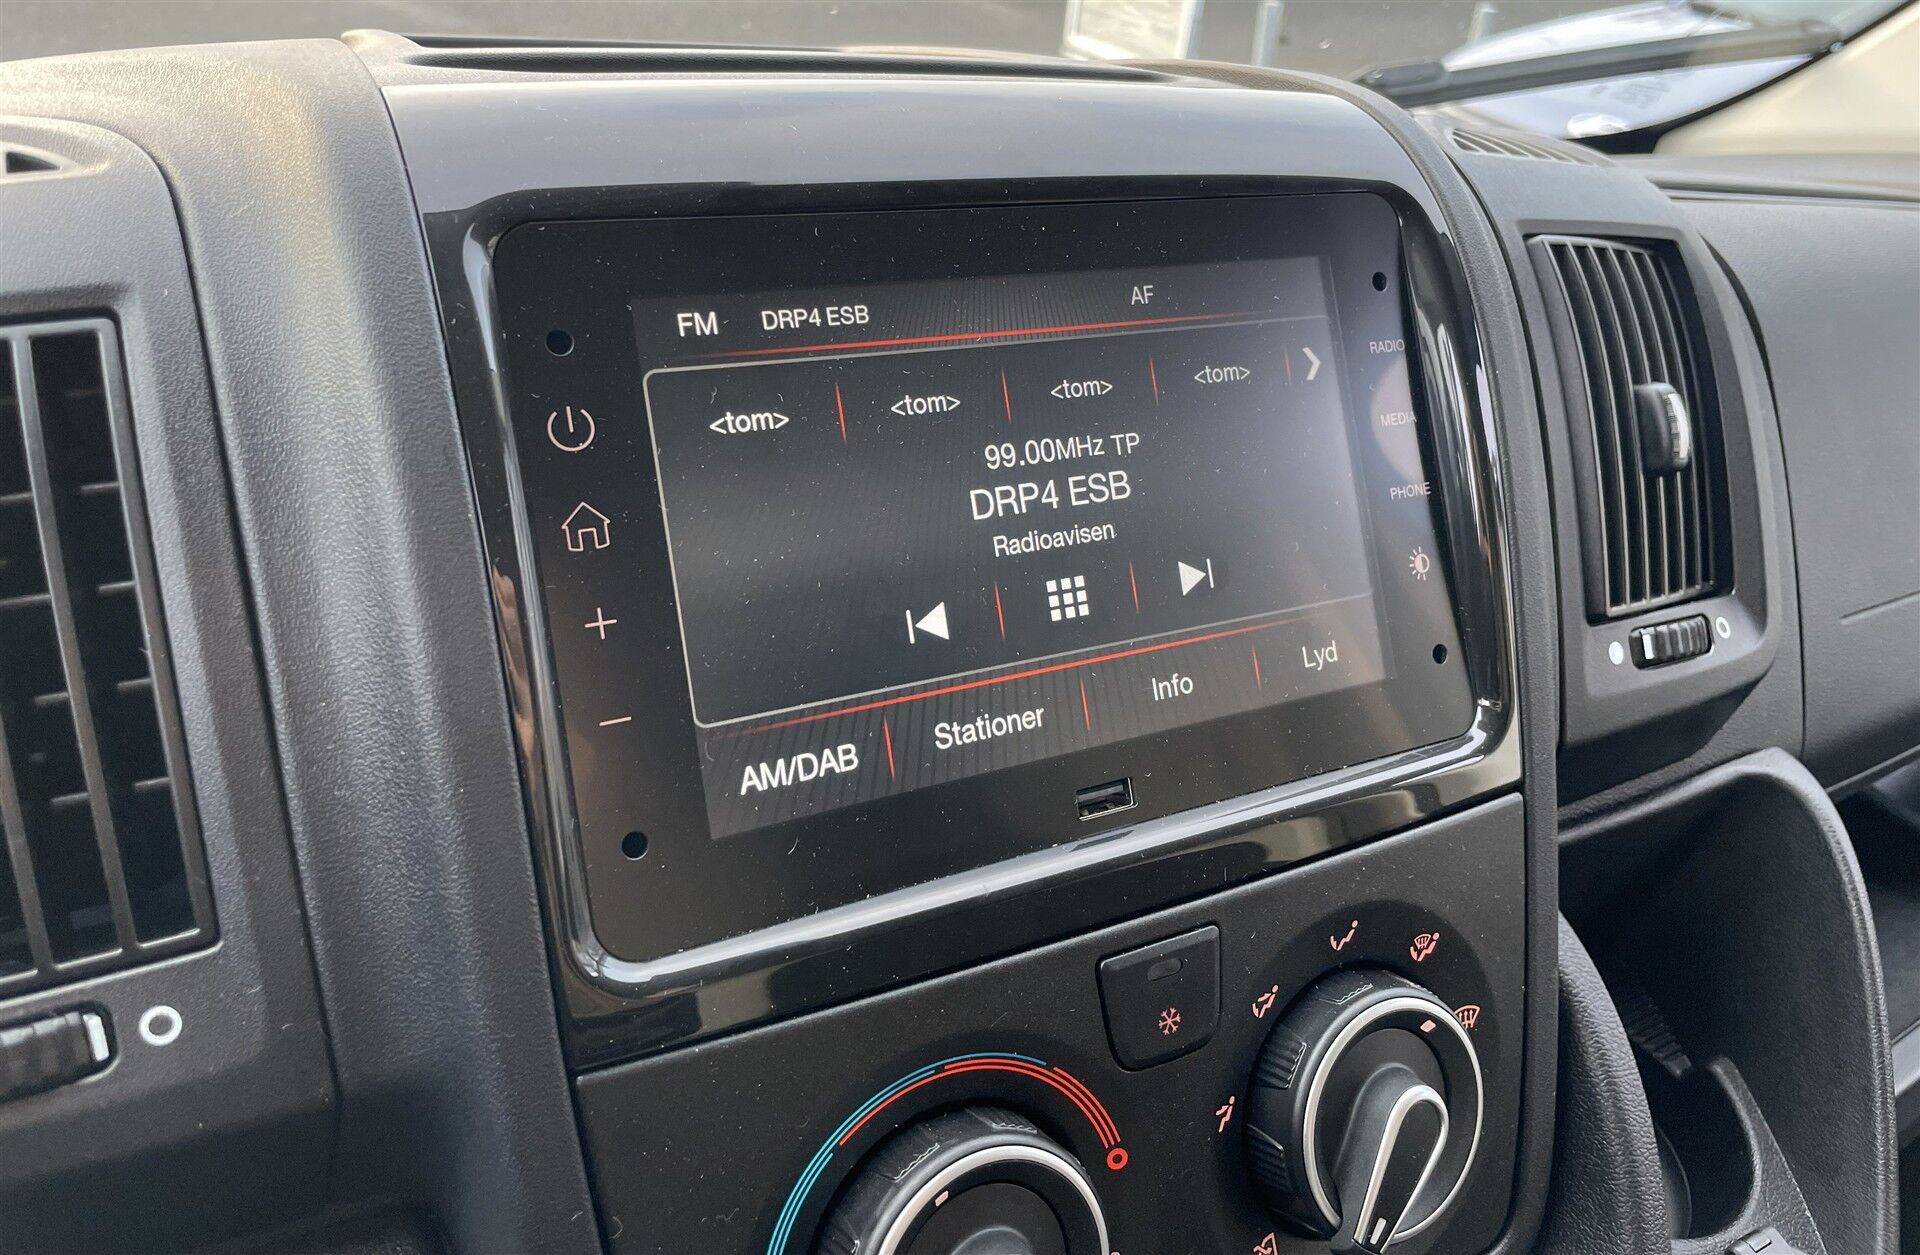 FM DRP4 ESB AF
<tom> <tom> <tom> <tom>
99.00MHz TP
DRP4 ESB
Radioavisen
AM/DAB Stationer Info Lyd
RADIO
MEDIA
PHONE